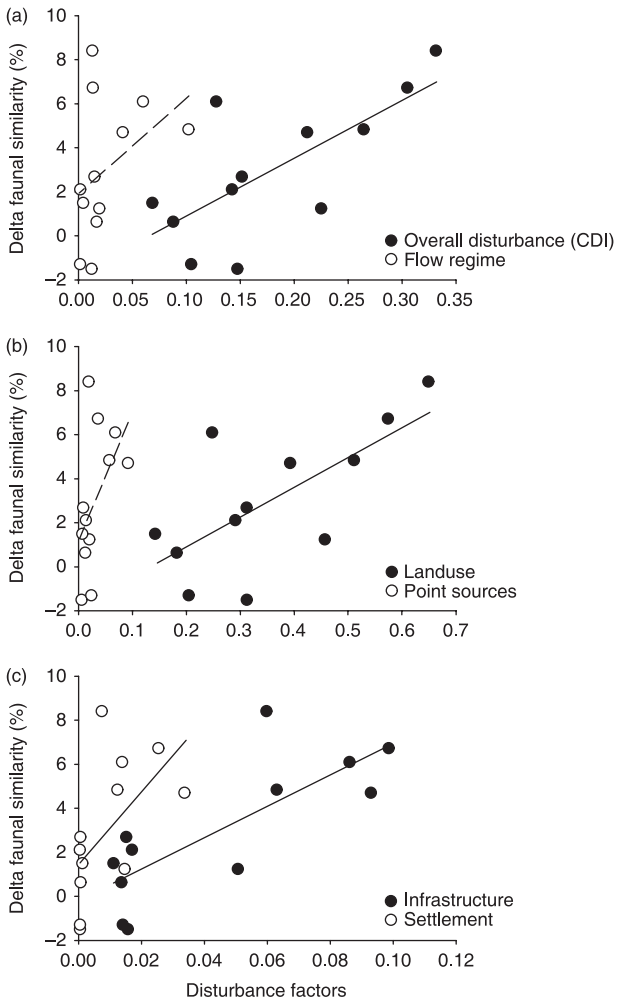 (a)
10
8
6
4
2
0
−2
Delta faunal similarity (%)
Overall disturbance (CDI)
Flow regime
0.00 0.05 0.10 0.15 0.20 0.25 0.30 0.35
(b)
10
8
6
4
2
0
−2
Delta faunal similarity (%)
Landuse
Point sources
0.0 0.1 0.2 0.3 0.4 0.5 0.6 0.7
(c)
10
8
6
4
2
0
−2
Delta faunal similarity (%)
Infrastructure
Settlement
0.00 0.02 0.04 0.06 0.08 0.10 0.12
Disturbance factors